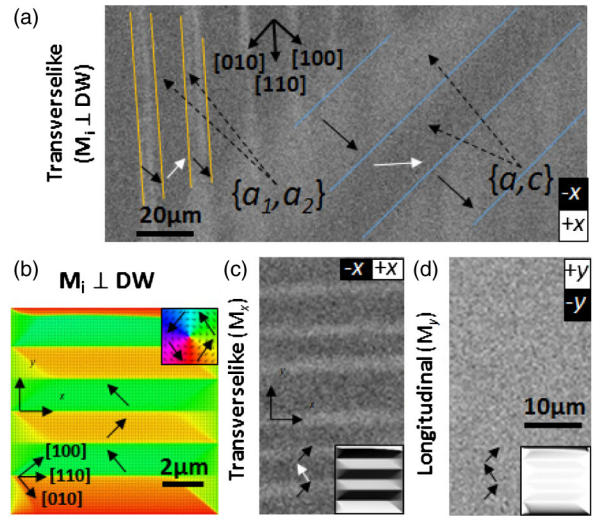 (a)
Transverselike
(Mᵢ ⊥ DW)
[010]
[100]
[110]
{a₁,a₂}
{a,c}
20μm
-x
+x
(b)
Mᵢ ⊥ DW
y
x
[100]
[110]
[010]
2μm
(c)
-x +x
Transverselike (Mₓ)
y
x
(d)
+y
-y
Longitudinal (Mᵧ)
10μm